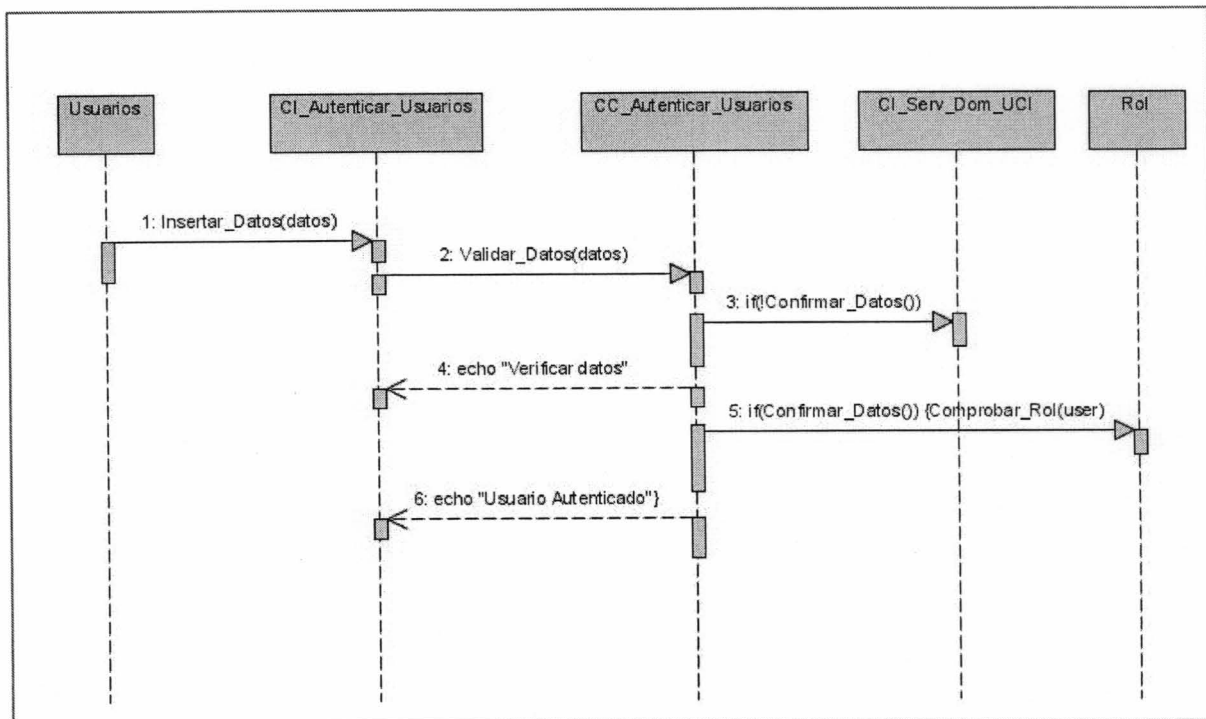 Usuarios
CI_Autenticar_Usuarios
CC_Autenticar_Usuarios
CI_Serv_Dom_UCI
Rol
1: Insertar_Datos(datos)
2: Validar_Datos(datos)
3: if(!Confirmar_Datos())
4: echo "Verificar datos"
5: if(Confirmar_Datos()) {Comprobar_Rol(user)
6: echo "Usuario Autenticado"}